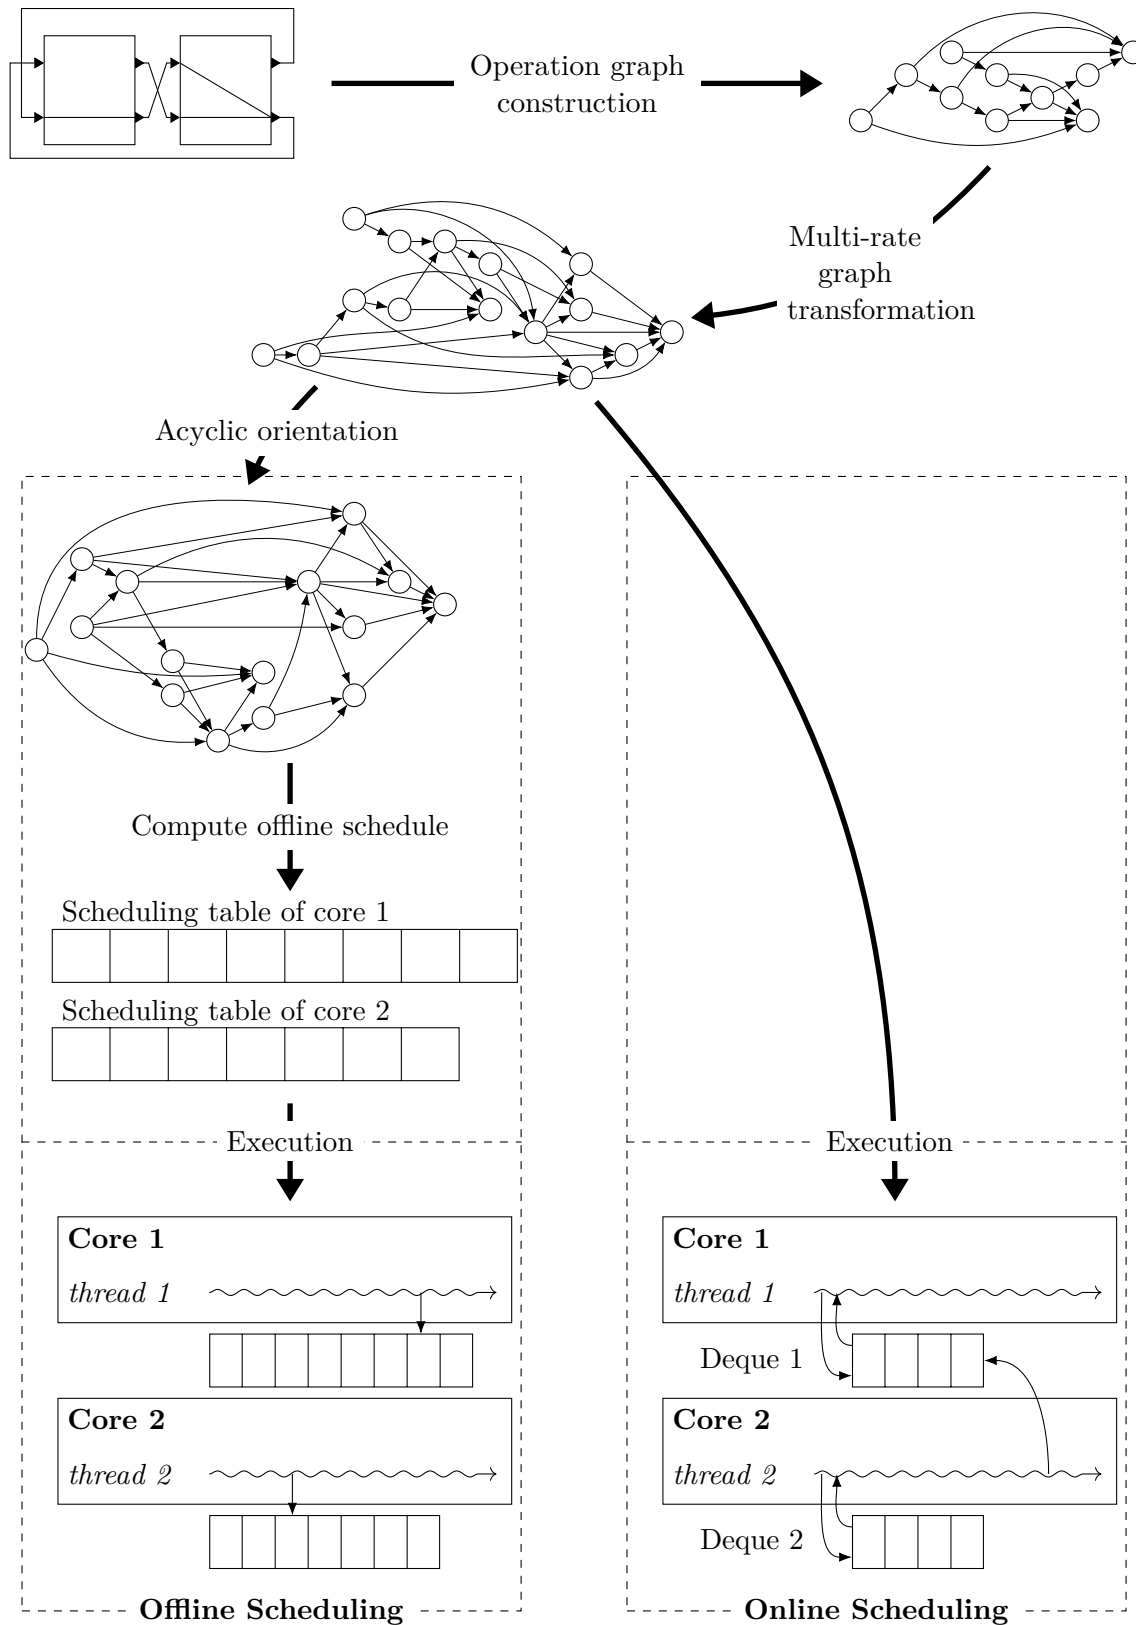 Operation graph
construction
Multi-rate
graph
transformation
Acyclic orientation
Compute offline schedule
Scheduling table of core 1
Scheduling table of core 2
Execution
Core 1
thread 1
Core 2
thread 2
Offline Scheduling
Execution
Core 1
thread 1
Deque 1
Core 2
thread 2
Deque 2
Online Scheduling